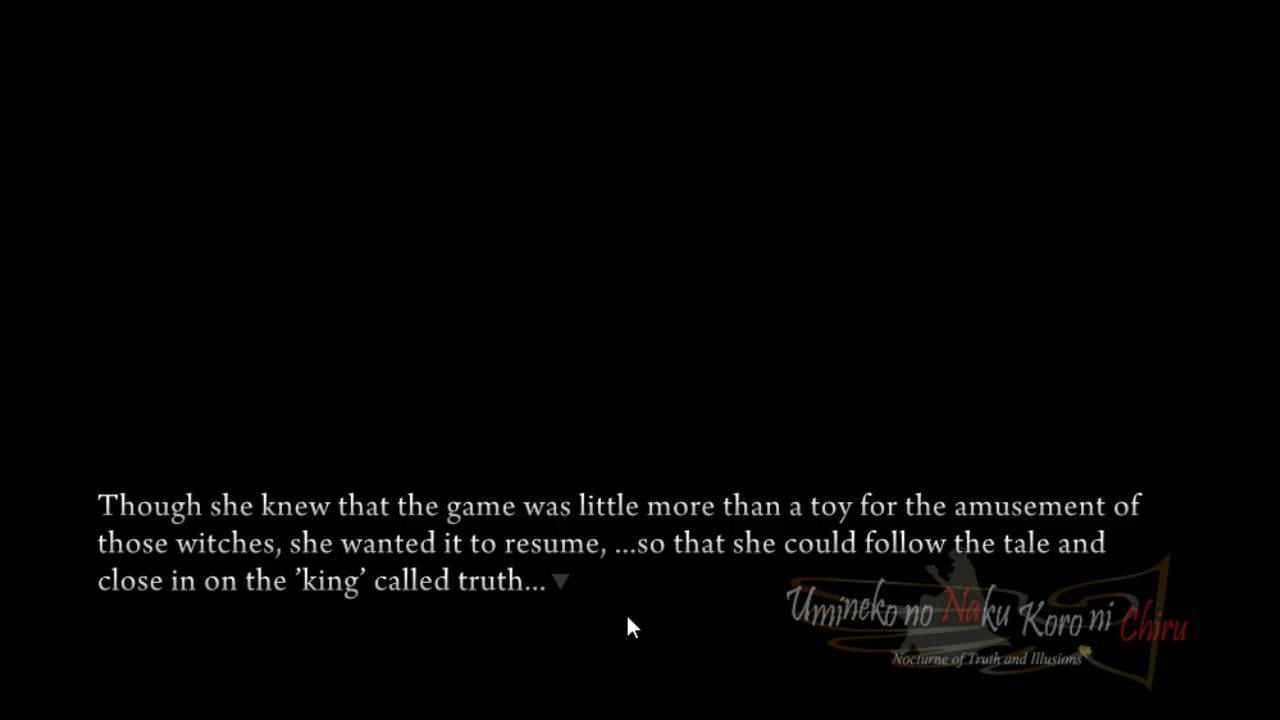 Though she knew that the game was little more than a toy for the amusement of
those witches, she wanted it to resume, ...so that she could follow the tale and
close in on the ’king’ called truth...
Umineko no Naku Koro ni Chiru
Nocturne of Truth and Illusions